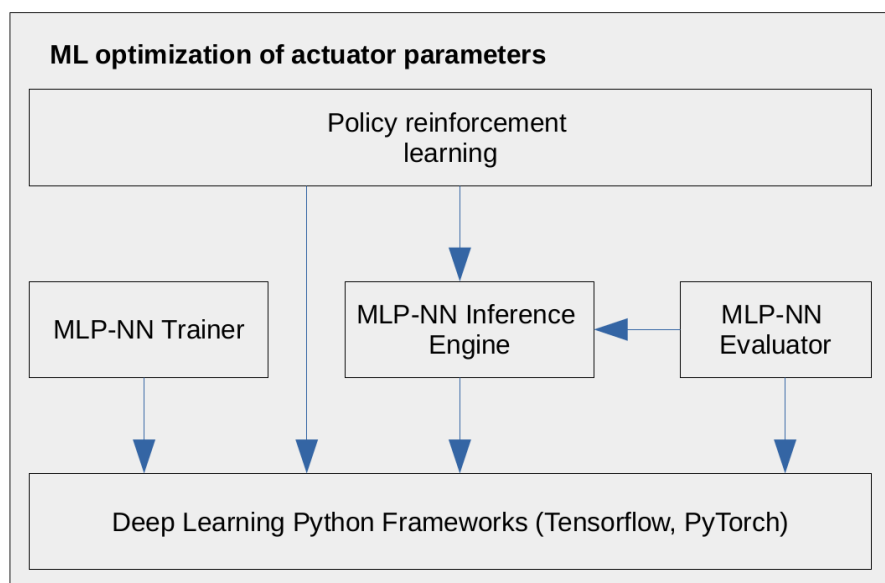 ML optimization of actuator parameters
Policy reinforcement
learning
MLP-NN Trainer
MLP-NN Inference
Engine
MLP-NN
Evaluator
Deep Learning Python Frameworks (Tensorflow, PyTorch)